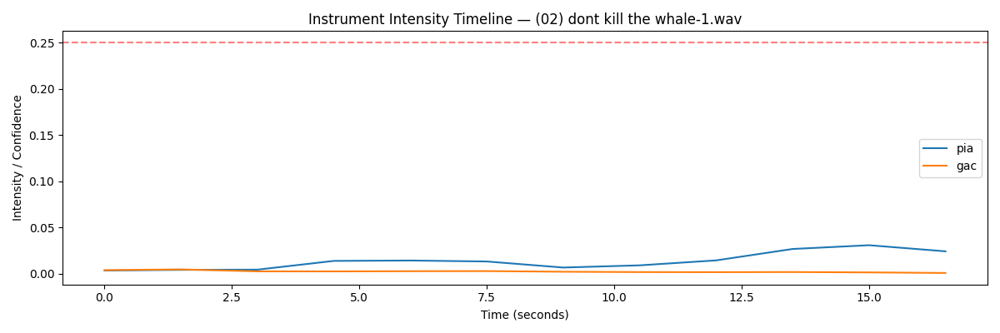 Instrument Intensity Timeline — (02) dont kill the whale-1.wav
0.25
0.20
0.15
0.10
0.05
0.00
Intensity / Confidence
pia
gac
0.0 2.5 5.0 7.5 10.0 12.5 15.0
Time (seconds)